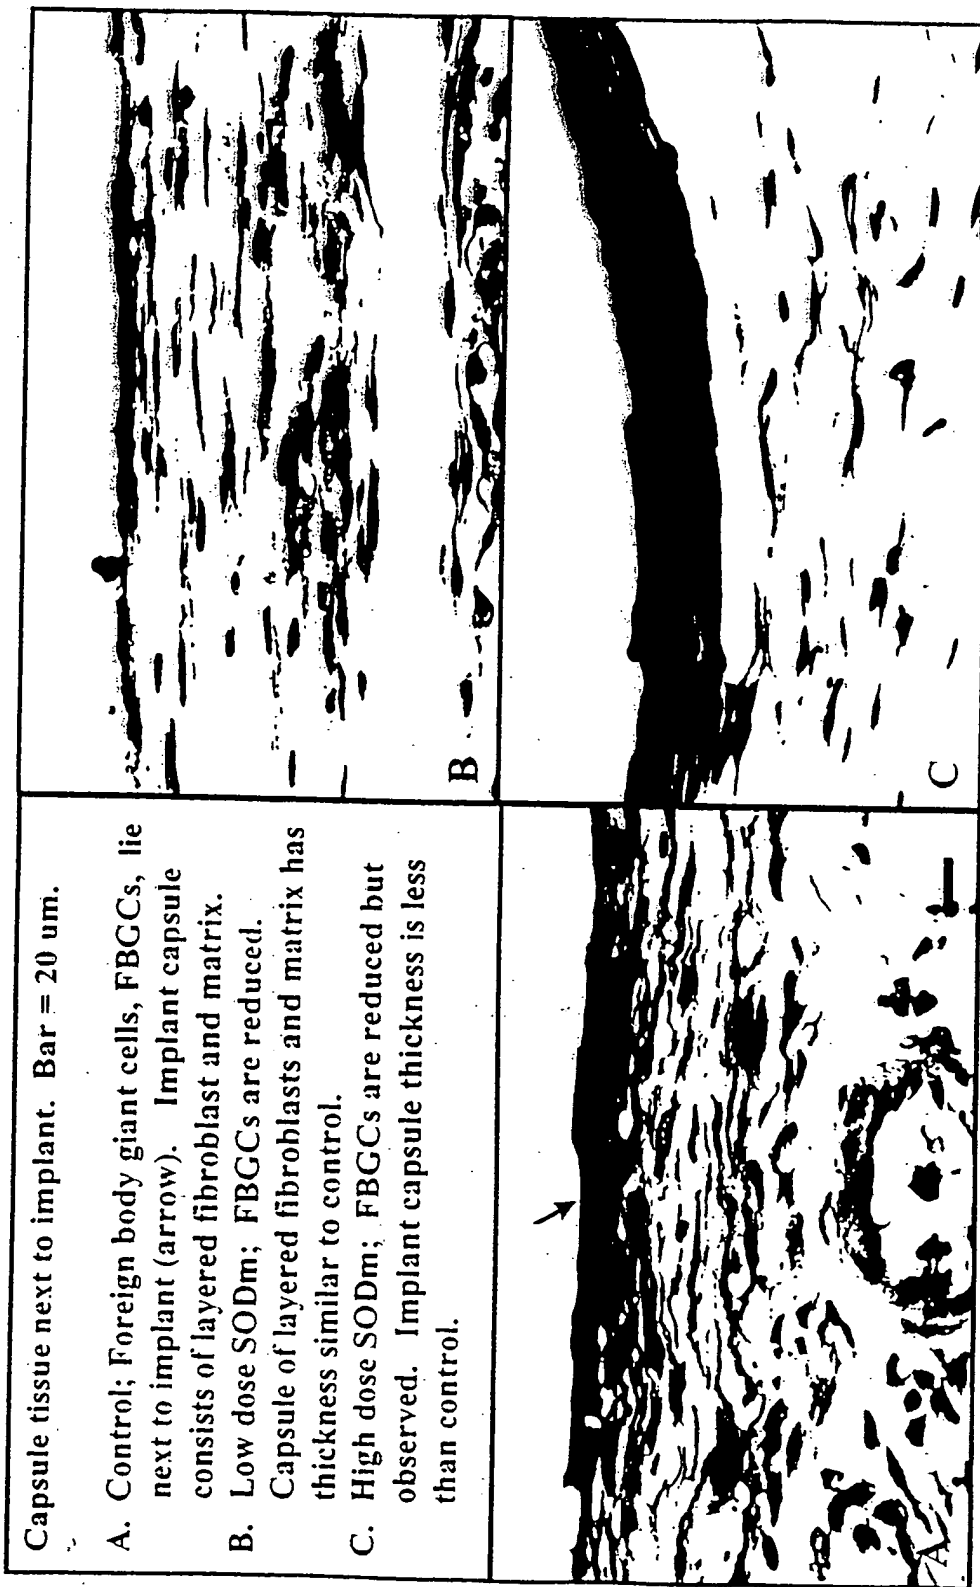 Capsule tissue next to implant. Bar = 20 um.
A. Control; Foreign body giant cells, FBGCs, lie
next to implant (arrow). Implant capsule
consists of layered fibroblast and matrix.
B. Low dose SODm; FBGCs are reduced.
Capsule of layered fibroblasts and matrix has
thickness similar to control.
C. High dose SODm; FBGCs are reduced but
observed. Implant capsule thickness is less
than control.
B
A
C